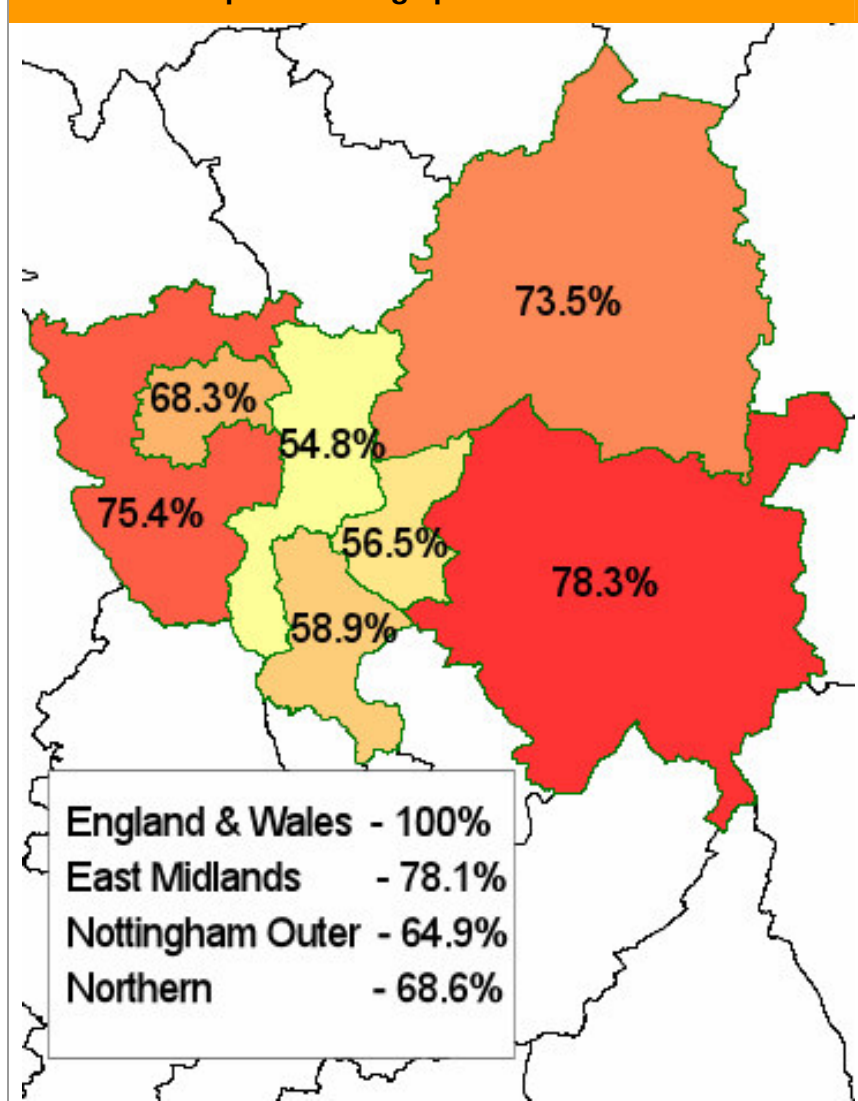 73.5%
68.3%
54.8%
75.4%
56.5%
78.3%
58.9%
England & Wales - 100%
East Midlands - 78.1%
Nottingham Outer - 64.9%
Northern - 68.6%